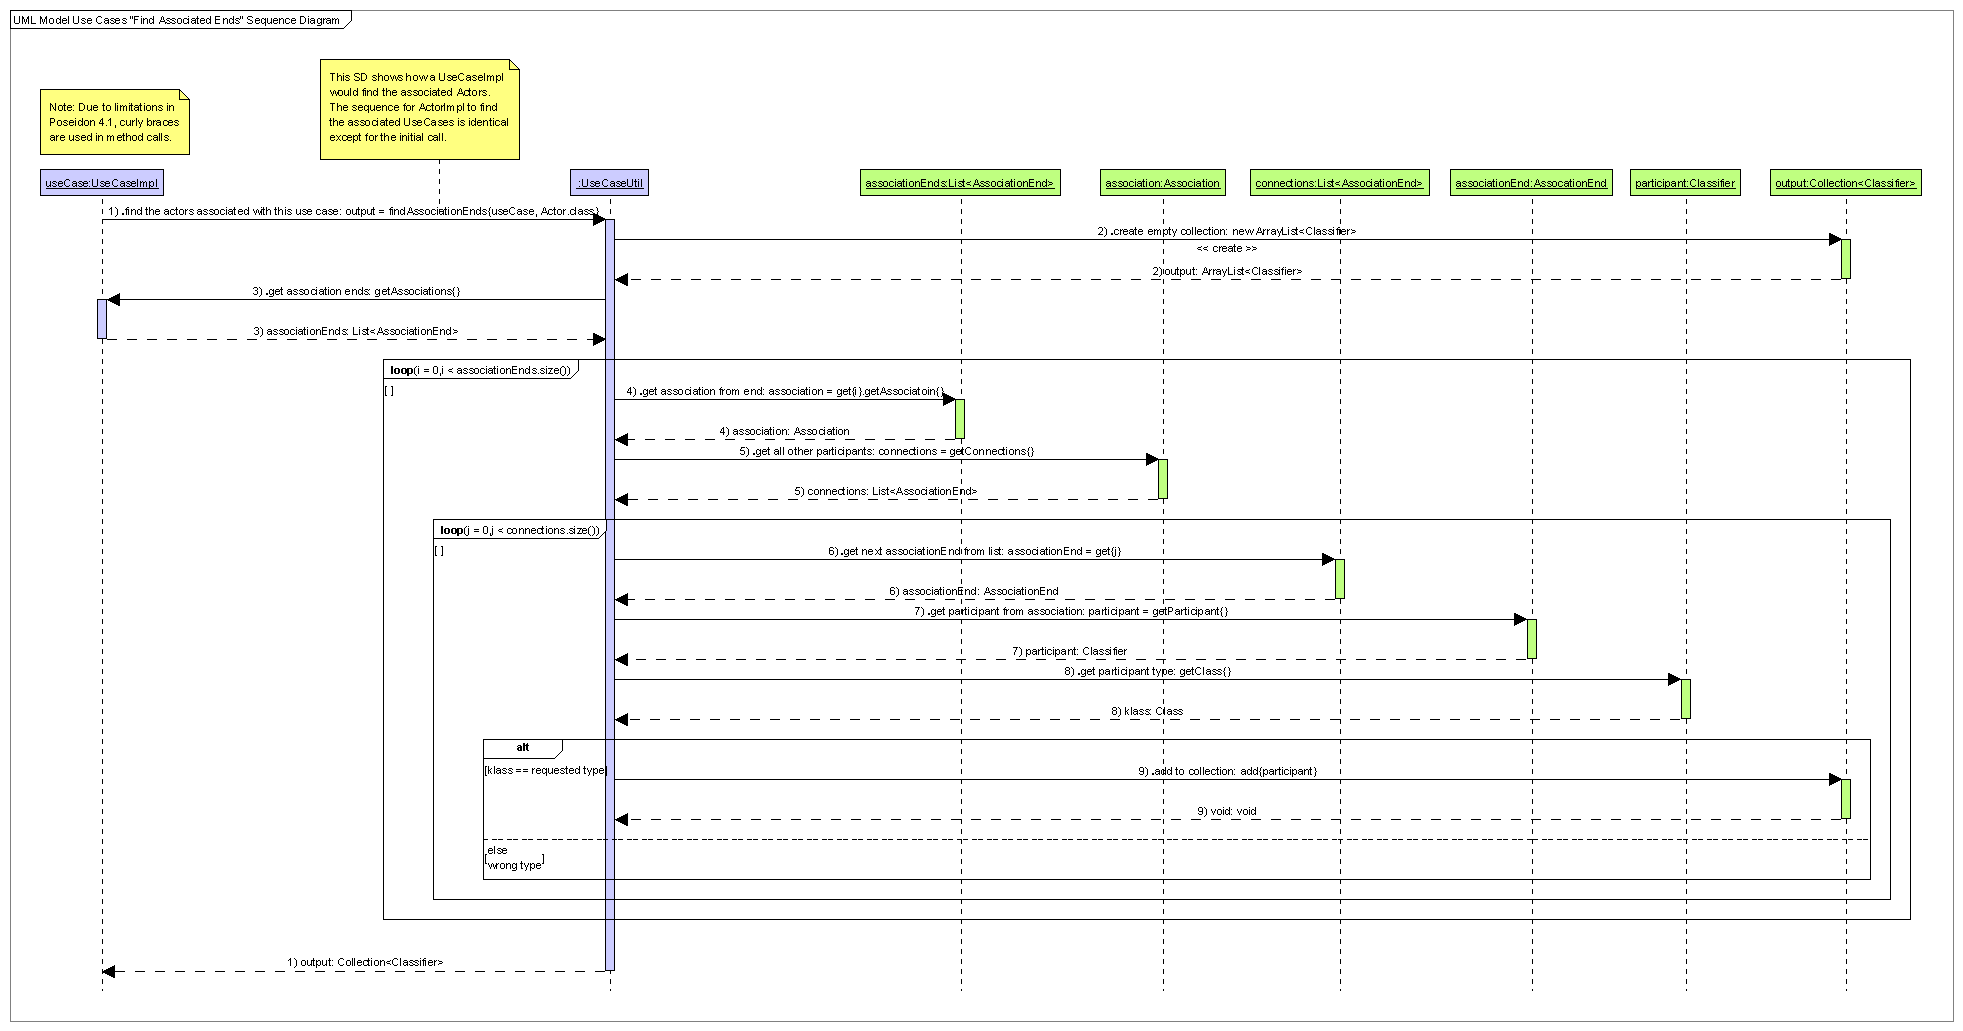 UML Model Use Cases "Find Associated Ends" Sequence Diagram
This SD shows how a UseCaseImpl
would find the associated Actors.
The sequence for ActorImpl to find
the associated UseCases is identical
except for the initial call.
Note: Due to limitations in
Poseidon 4.1, curly braces
are used in method calls.
useCase:UseCaseImpl
:UseCaseUtil
associationEnds:List<AssociationEnd>
association:Association
connections:List<AssociationEnd>
associationEnd:AssocationEnd
participant:Classifier
output:Collection<Classifier>
1) .find the actors associated with this use case: output = findAssociationEnds{useCase, Actor.class}
2) .create empty collection: new ArrayList<Classifier>
<< create >>
2)output: ArrayList<Classifier>
3) .get association ends: getAssociations{}
3) associationEnds: List<AssociationEnd>
loop(i = 0,i < associationEnds.size())
[ ]
4) .get association from end: association = get{i}.getAssociatoin{}
4) association: Association
5) .get all other participants: connections = getConnections{}
5) connections: List<AssociationEnd>
loop(j = 0,j < connections.size())
[ ]
6) .get next associationEnd from list: associationEnd = get{j}
6) associationEnd: AssociationEnd
7) .get participant from association: participant = getParticipant{}
7) participant: Classifier
8) .get participant type: getClass{}
8) klass: Class
alt
[klass == requested type]
9) .add to collection: add{participant}
9) void: void
[else
wrong type]
1) output: Collection<Classifier>